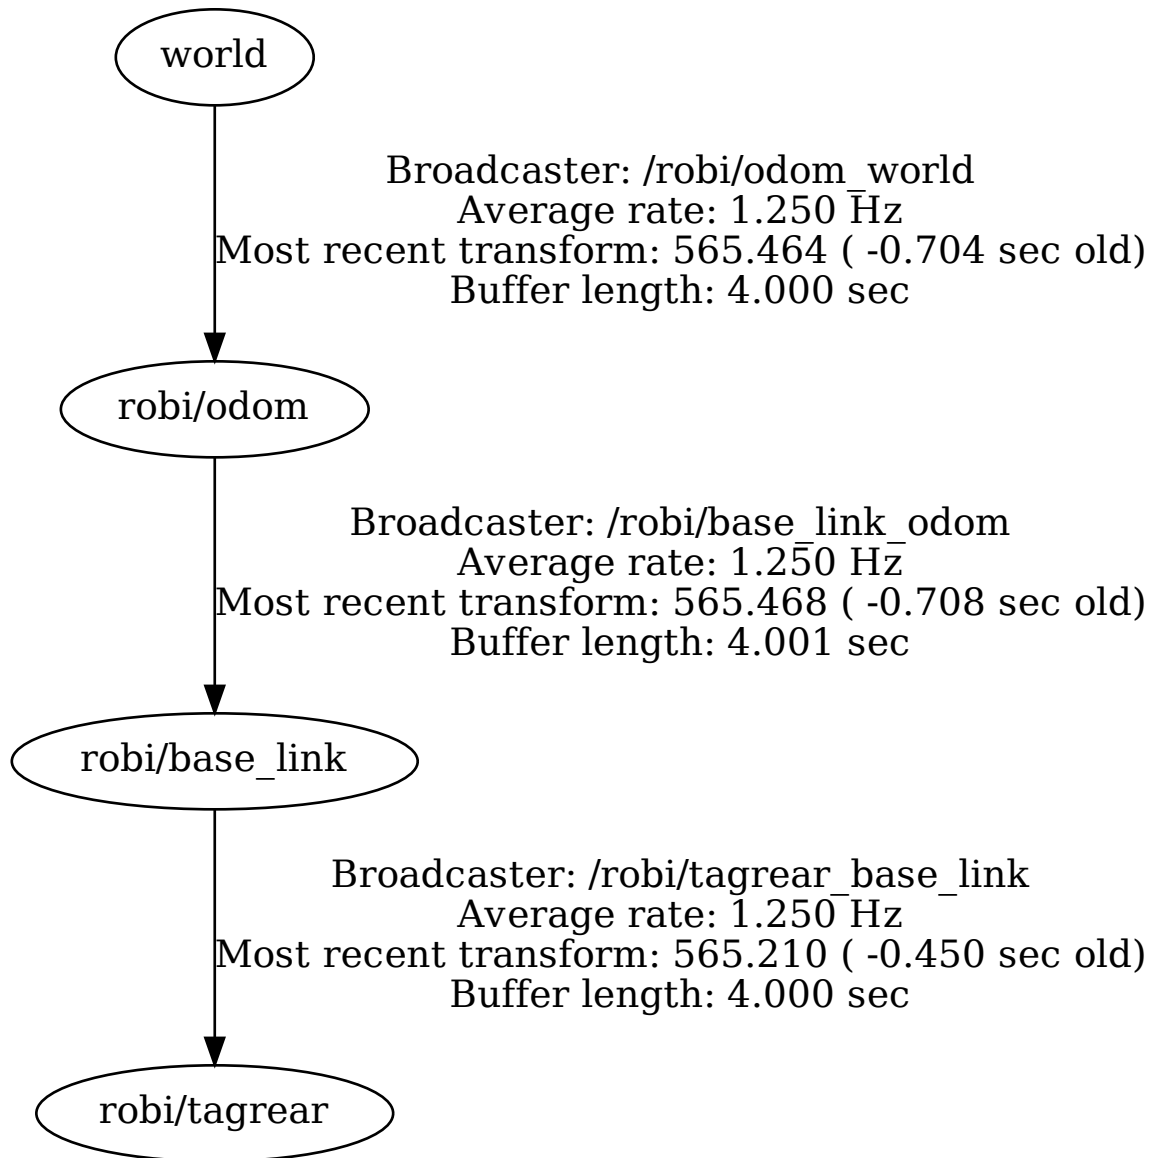 world
Broadcaster: /robi/odom_world
Average rate: 1.250 Hz
Most recent transform: 565.464 ( -0.704 sec old)
Buffer length: 4.000 sec
robi/odom
Broadcaster: /robi/base_link_odom
Average rate: 1.250 Hz
Most recent transform: 565.468 ( -0.708 sec old)
Buffer length: 4.001 sec
robi/base_link
Broadcaster: /robi/tagrear_base_link
Average rate: 1.250 Hz
Most recent transform: 565.210 ( -0.450 sec old)
Buffer length: 4.000 sec
robi/tagrear